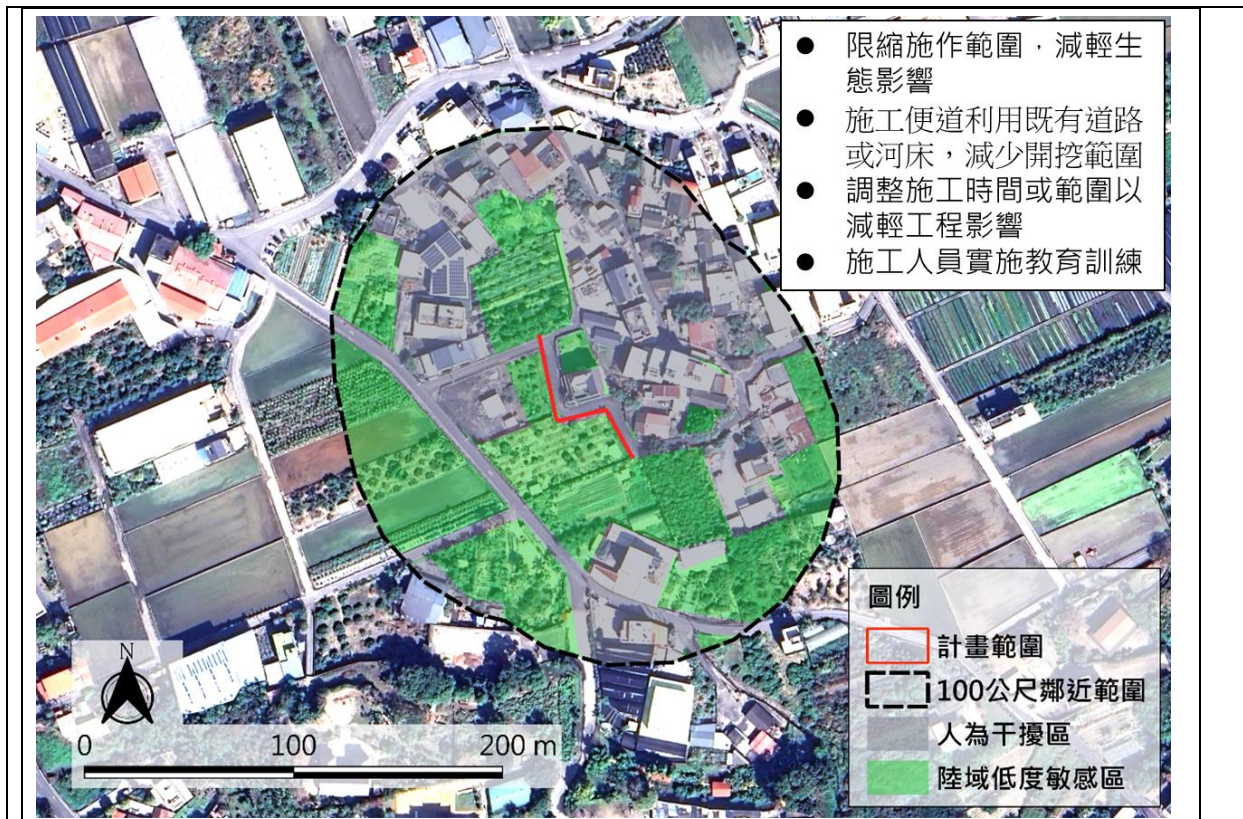 ● 限縮施作範圍，減輕生
態影響
● 施工便道利用既有道路
或河床，減少開挖範圍
● 調整施工時間或範圍以
減輕工程影響
● 施工人員實施教育訓練
圖例
計畫範圍
100公尺鄰近範圍
人為干擾區
陸域低度敏感區
N
0 100 200 m